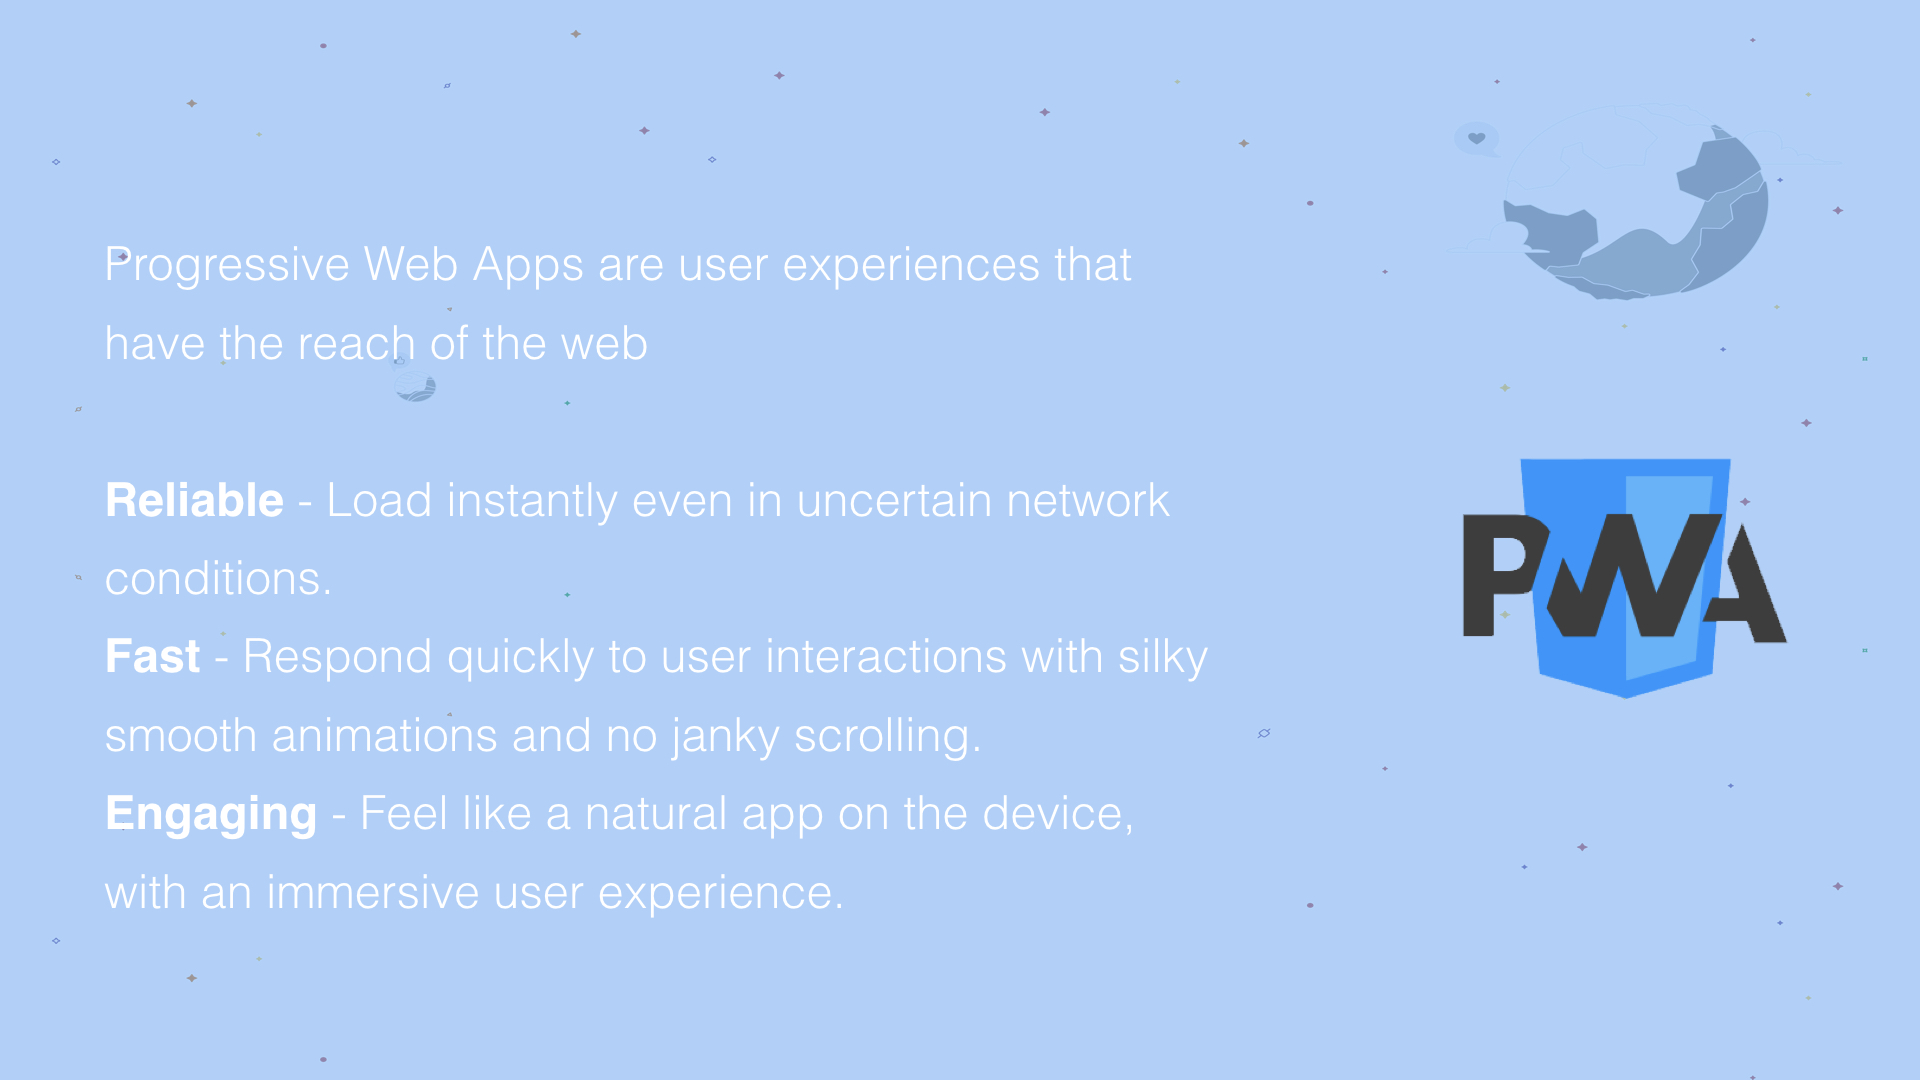 Progressive Web Apps are user experiences that
have the reach of the web
Reliable - Load instantly even in uncertain network
conditions.
Fast - Respond quickly to user interactions with silky
smooth animations and no janky scrolling.
Engaging - Feel like a natural app on the device,
with an immersive user experience.
PWA